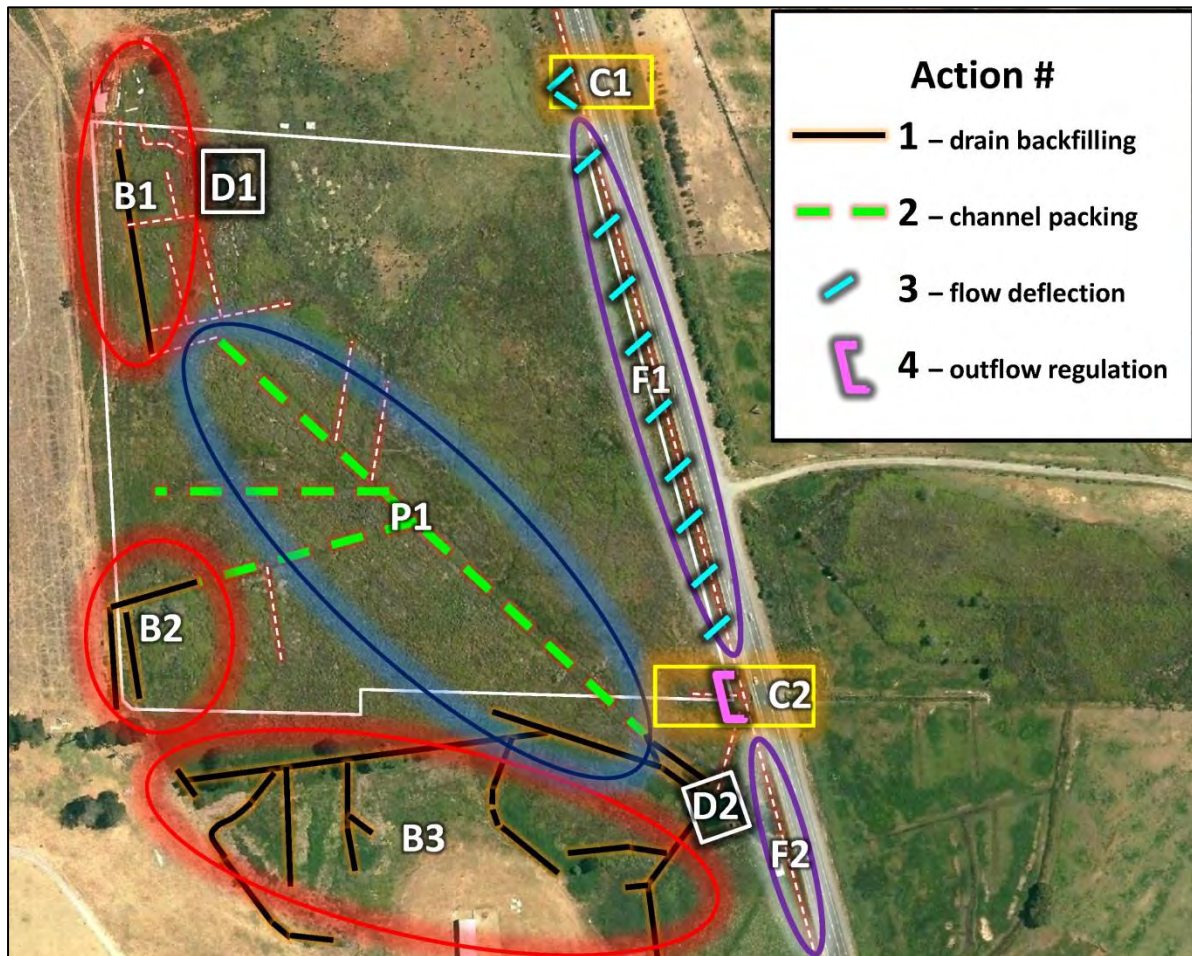 Action #
1 – drain backfilling
2 – channel packing
3 – flow deflection
4 – outflow regulation
C1
B1
D1
F1
P1
B2
C2
D2
B3
F2